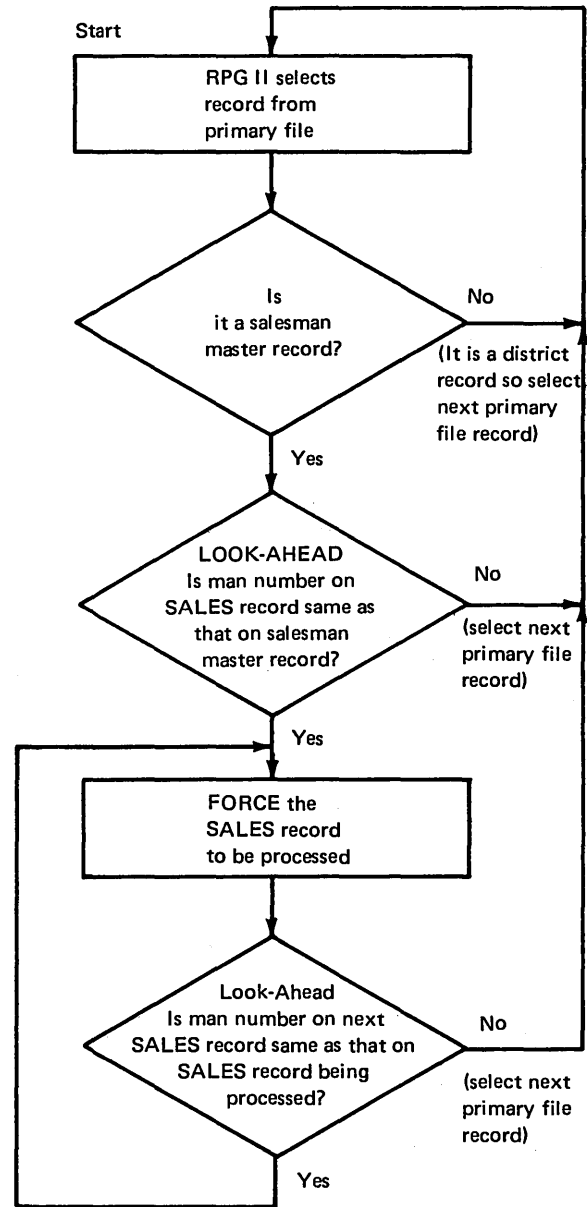 Start
RPG II selects
record from
primary file
Is
it a salesman
master record?
No
(It is a district
record so select
next primary
file record)
Yes
LOOK-AHEAD
Is man number on
SALES record same as
that on salesman
master record?
No
(select next
primary file
record)
Yes
FORCE the
SALES record
to be processed
Look-Ahead
Is man number on next
SALES record same as that on
SALES record being
processed?
No
(select next
primary file
record)
Yes